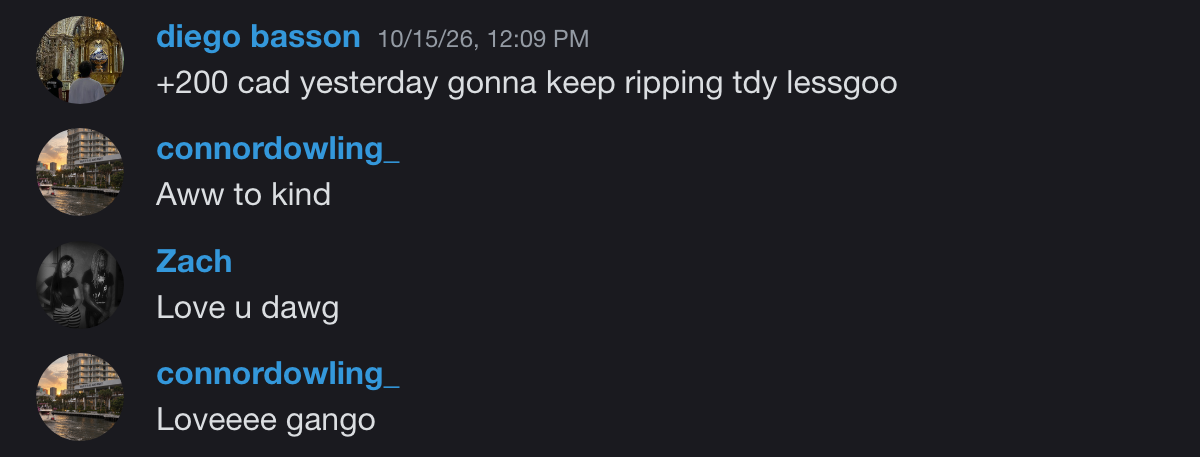 diego basson 10/15/26, 12:09 PM
+200 cad yesterday gonna keep ripping tdy lessgoo
connordowling_
Aww to kind
Zach
Love u dawg
connordowling_
Loveeee gango